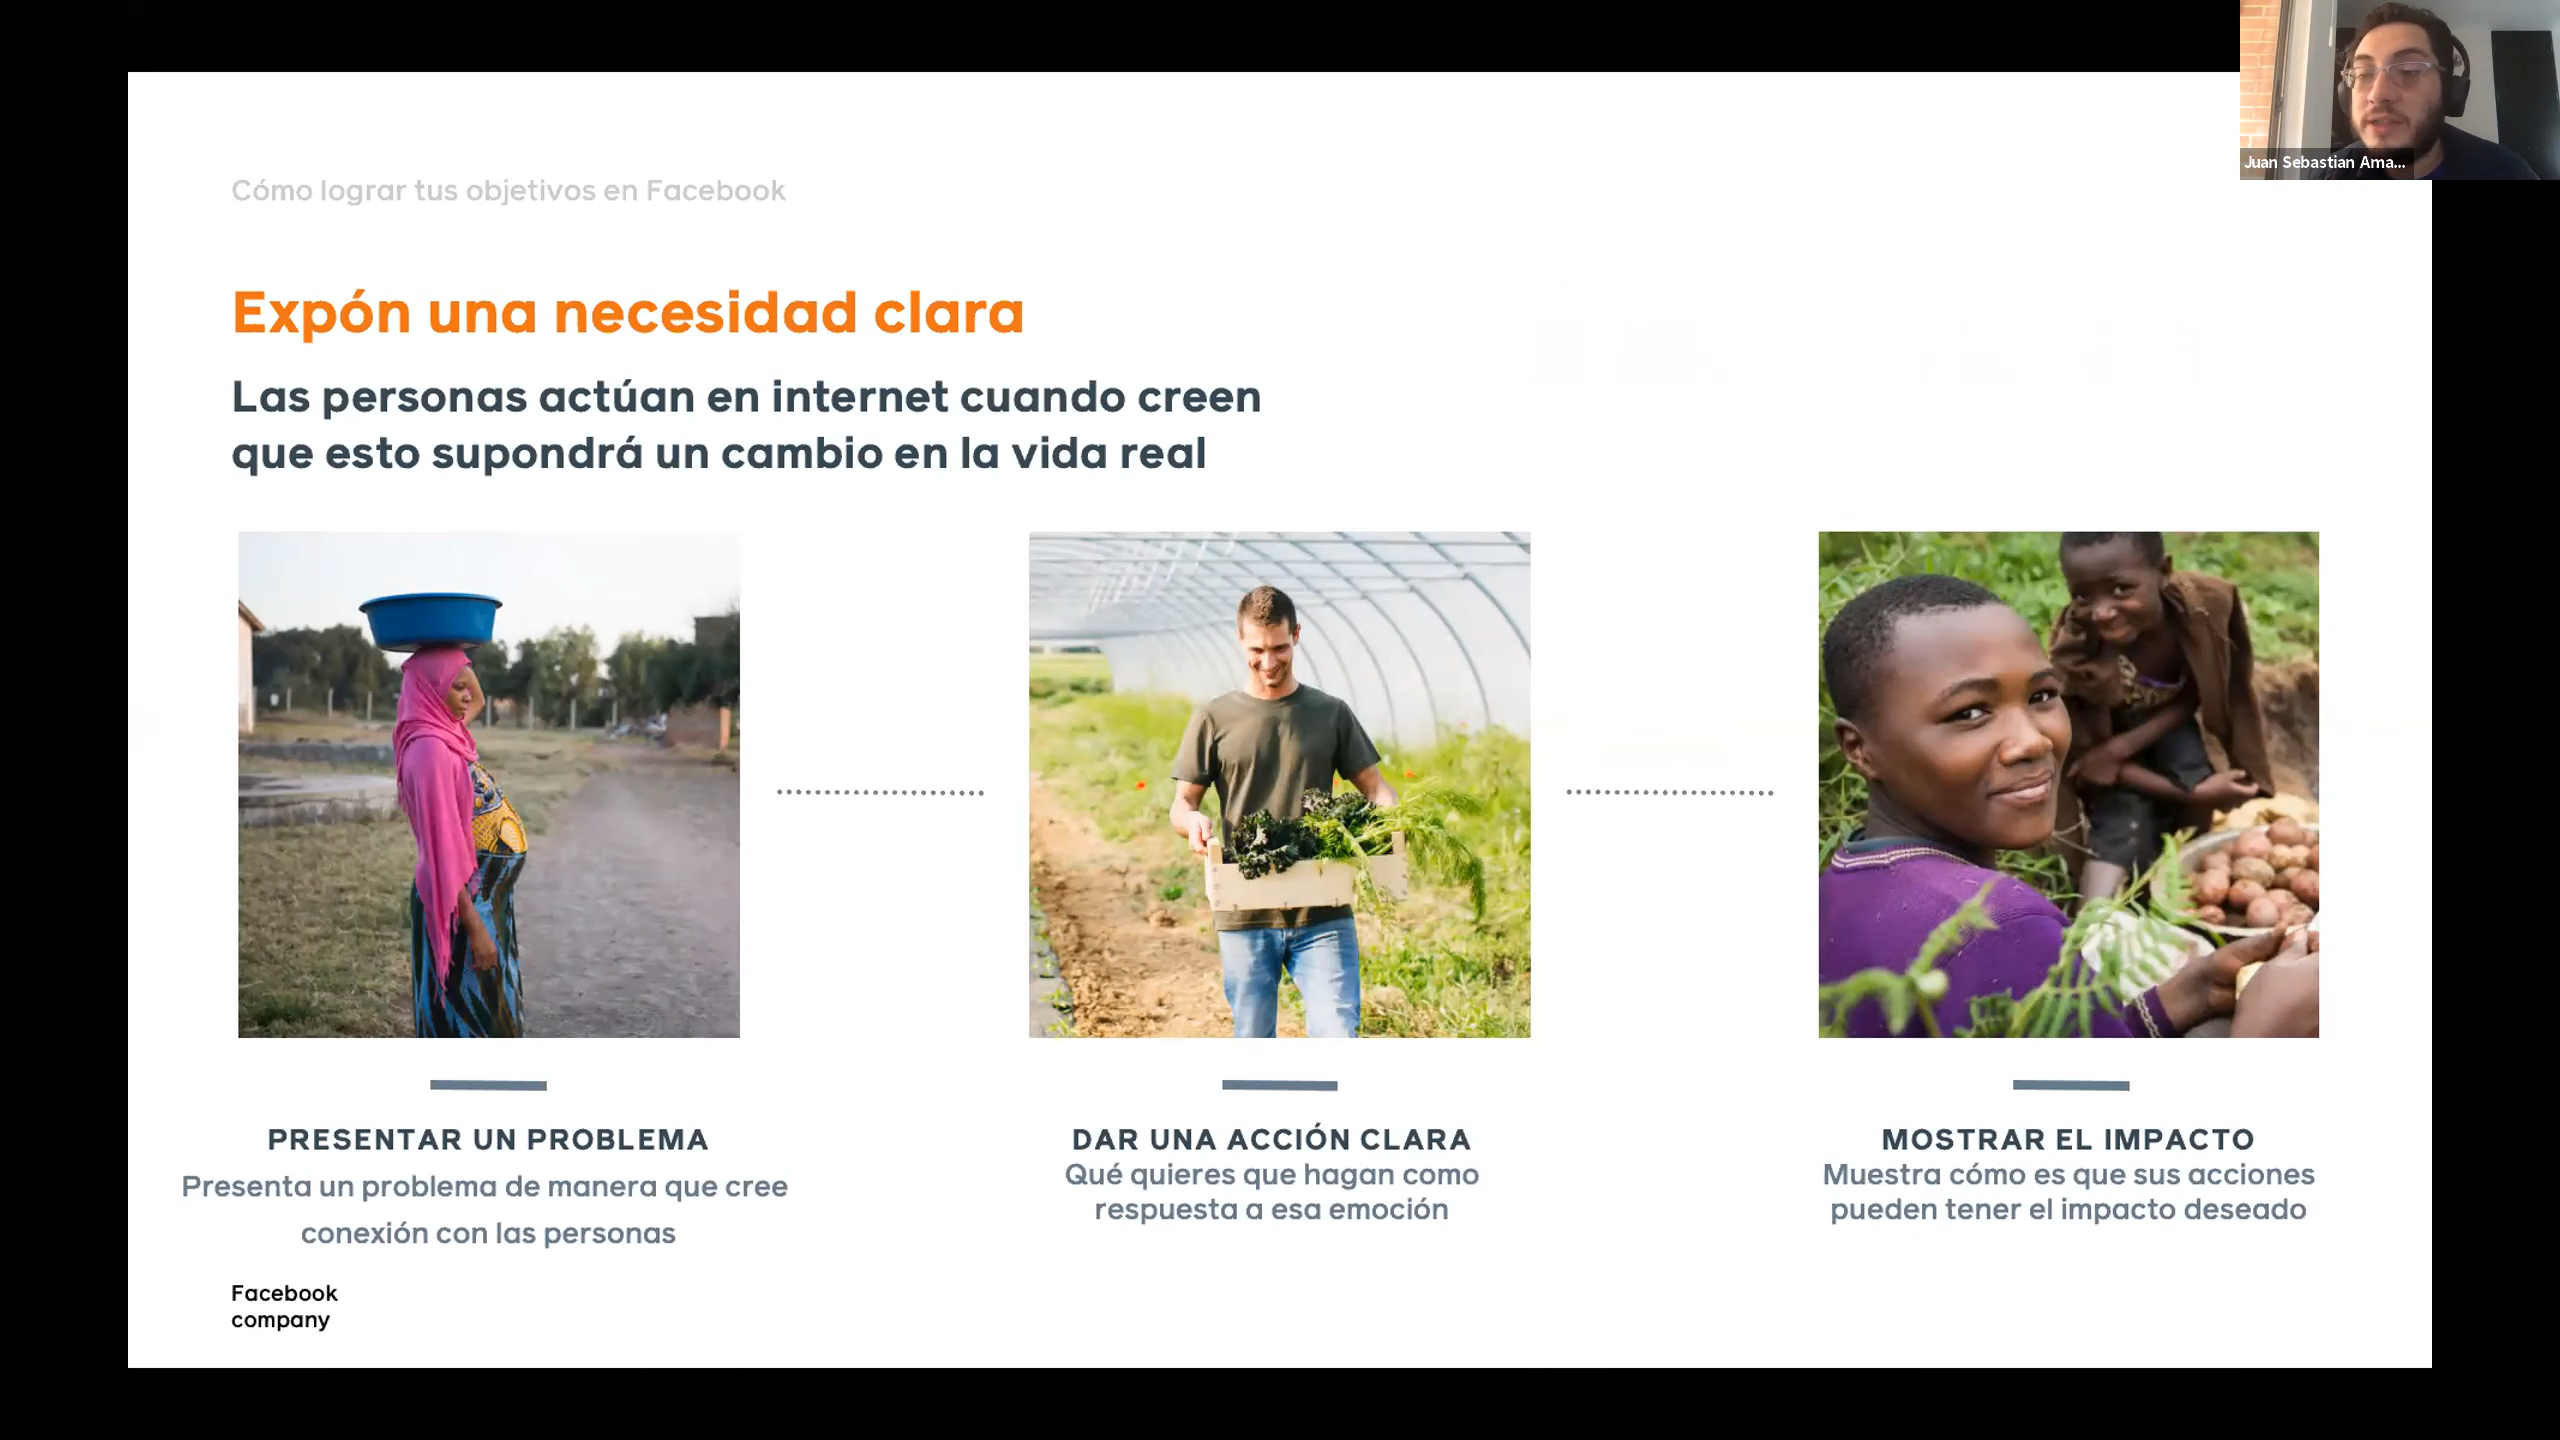 Juan Sebastian Ama...
Cómo lograr tus objetivos en Facebook
Expón una necesidad clara
Las personas actúan en internet cuando creen
que esto supondrá un cambio en la vida real
PRESENTAR UN PROBLEMA
Presenta un problema de manera que cree
conexión con las personas
DAR UNA ACCIÓN CLARA
Qué quieres que hagan como
respuesta a esa emoción
MOSTRAR EL IMPACTO
Muestra cómo es que sus acciones
pueden tener el impacto deseado
Facebook
company